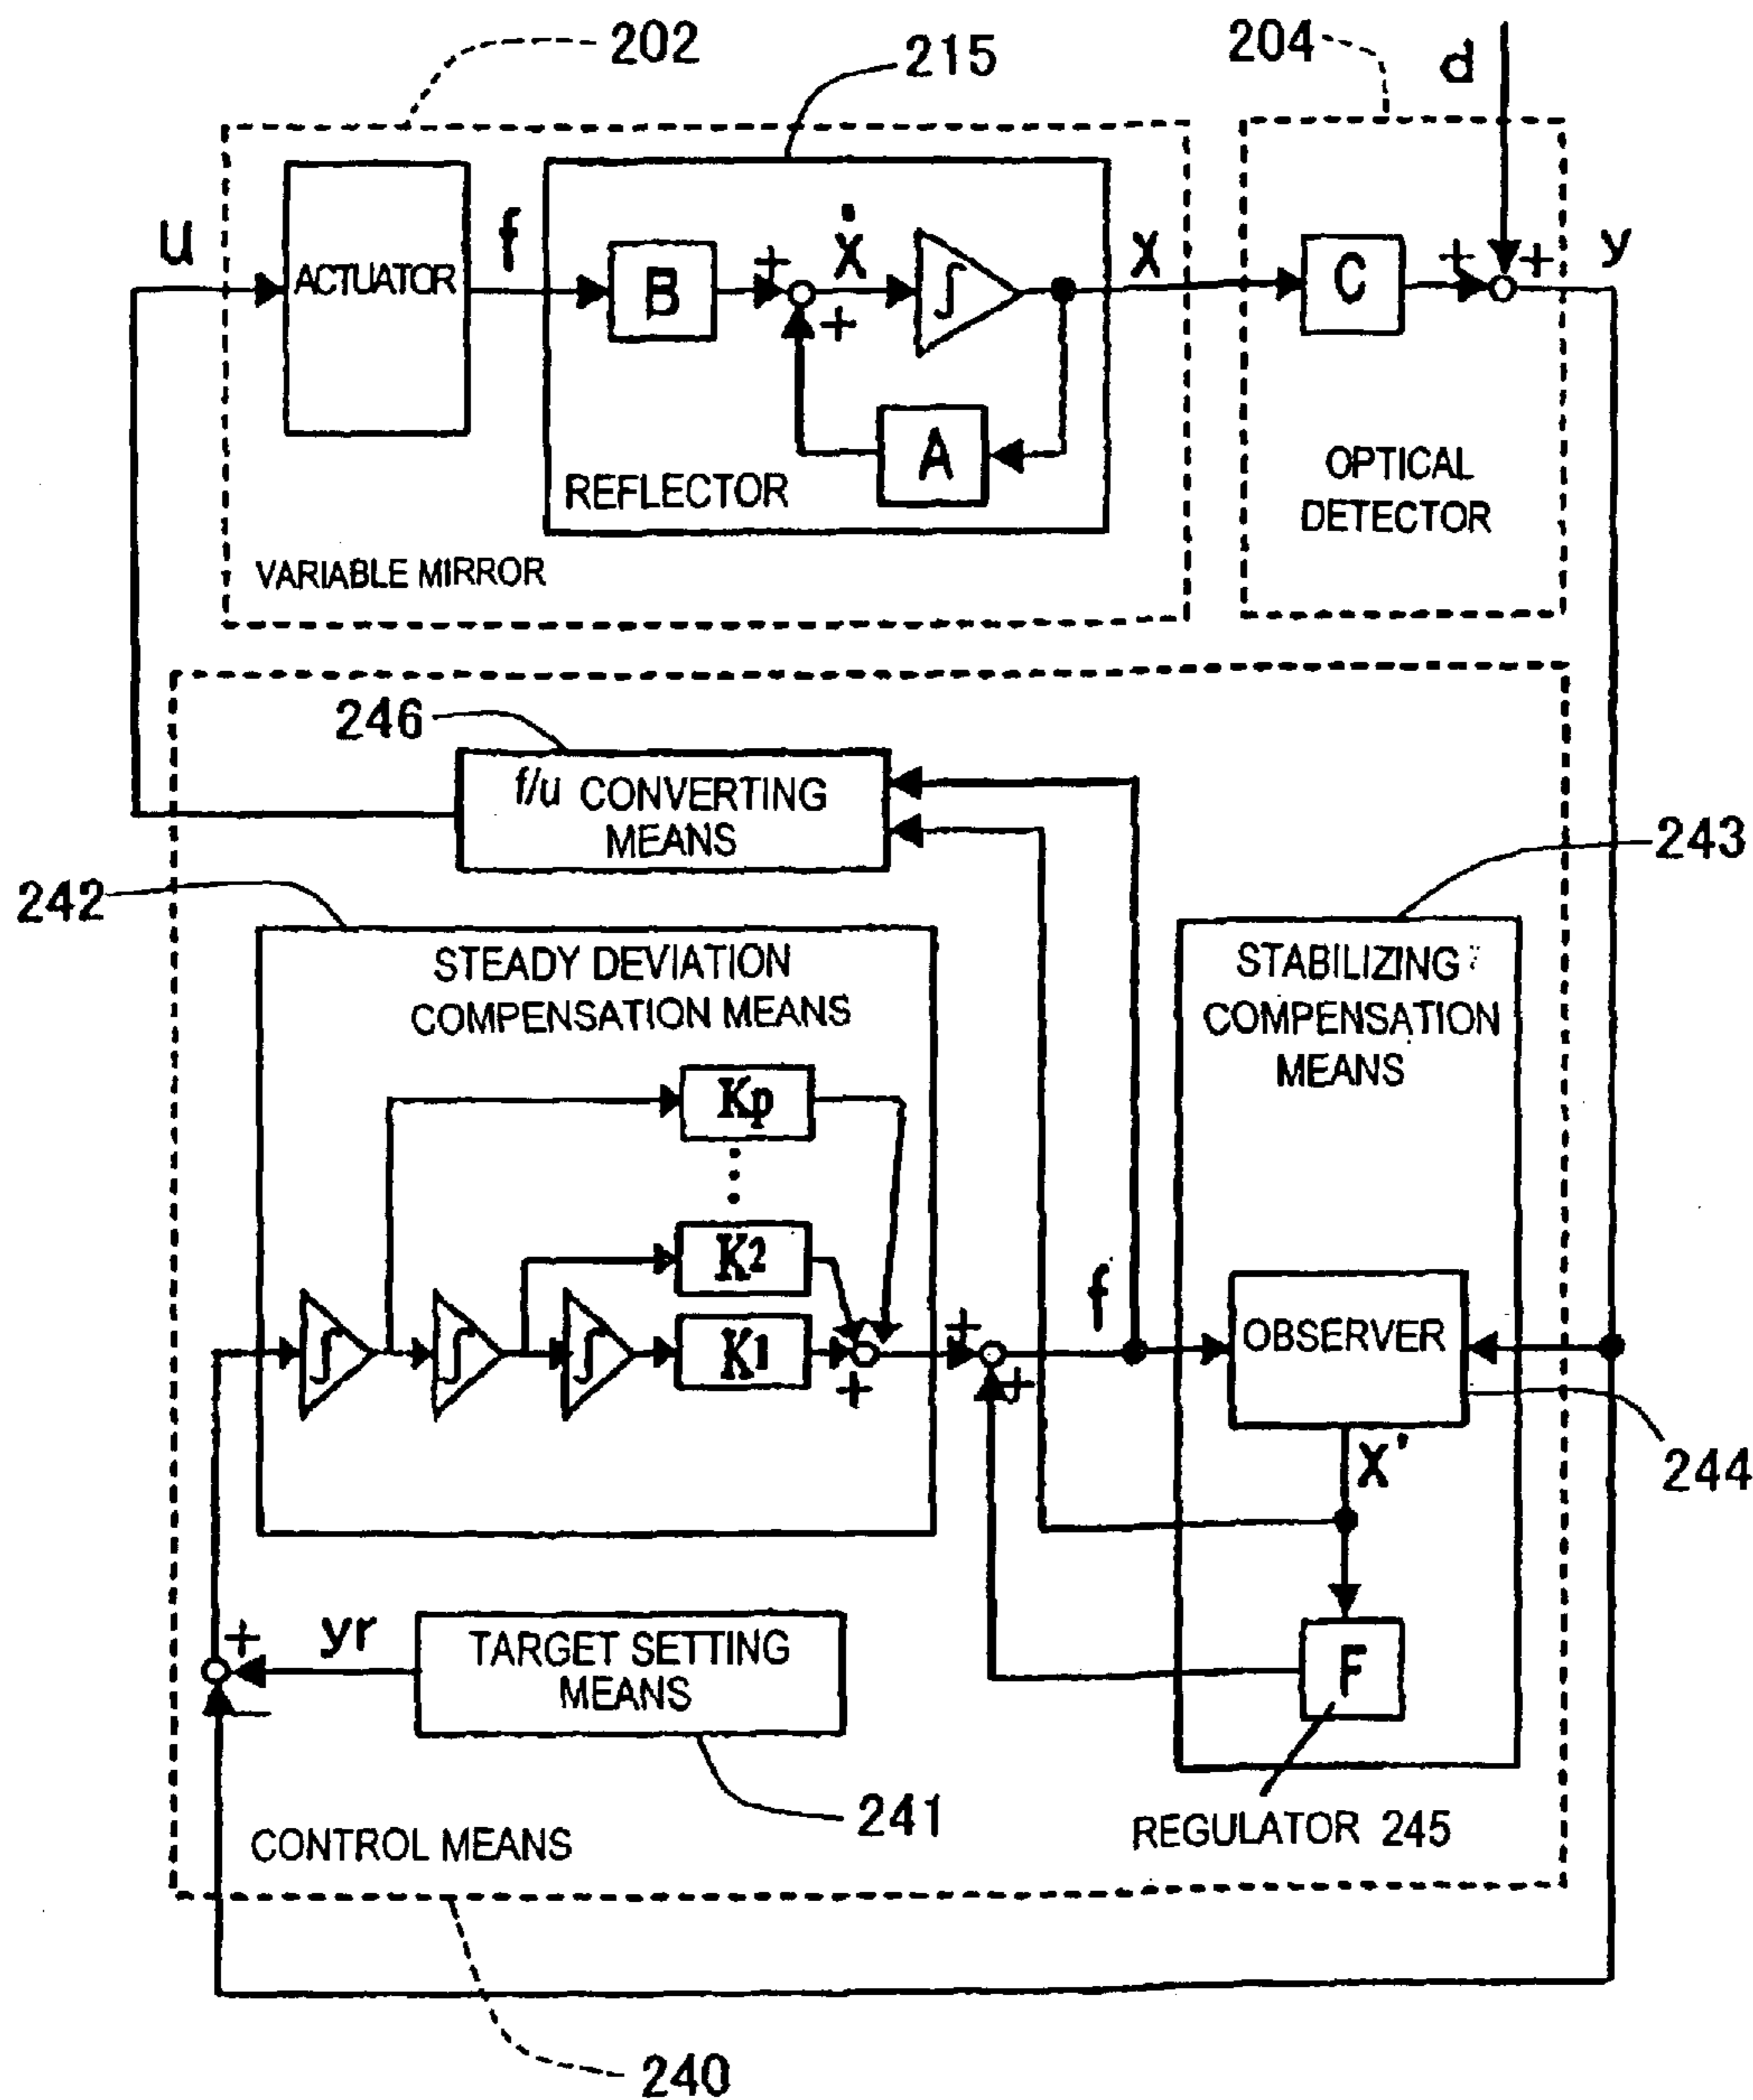 202
215
204
d
u
ACTUATOR
f
B
+
ẋ
+
∫
x
C
+
+
y
A
REFLECTOR
OPTICAL
DETECTOR
VARIABLE MIRROR
246
f/u CONVERTING
MEANS
243
242
STEADY DEVIATION
COMPENSATION MEANS
STABILIZING
COMPENSATION
MEANS
Kp
K2
∫
∫
∫
K1
+
+
+
f
OBSERVER
x'
244
+
yr
TARGET SETTING
MEANS
−
F
241
REGULATOR 245
CONTROL MEANS
240